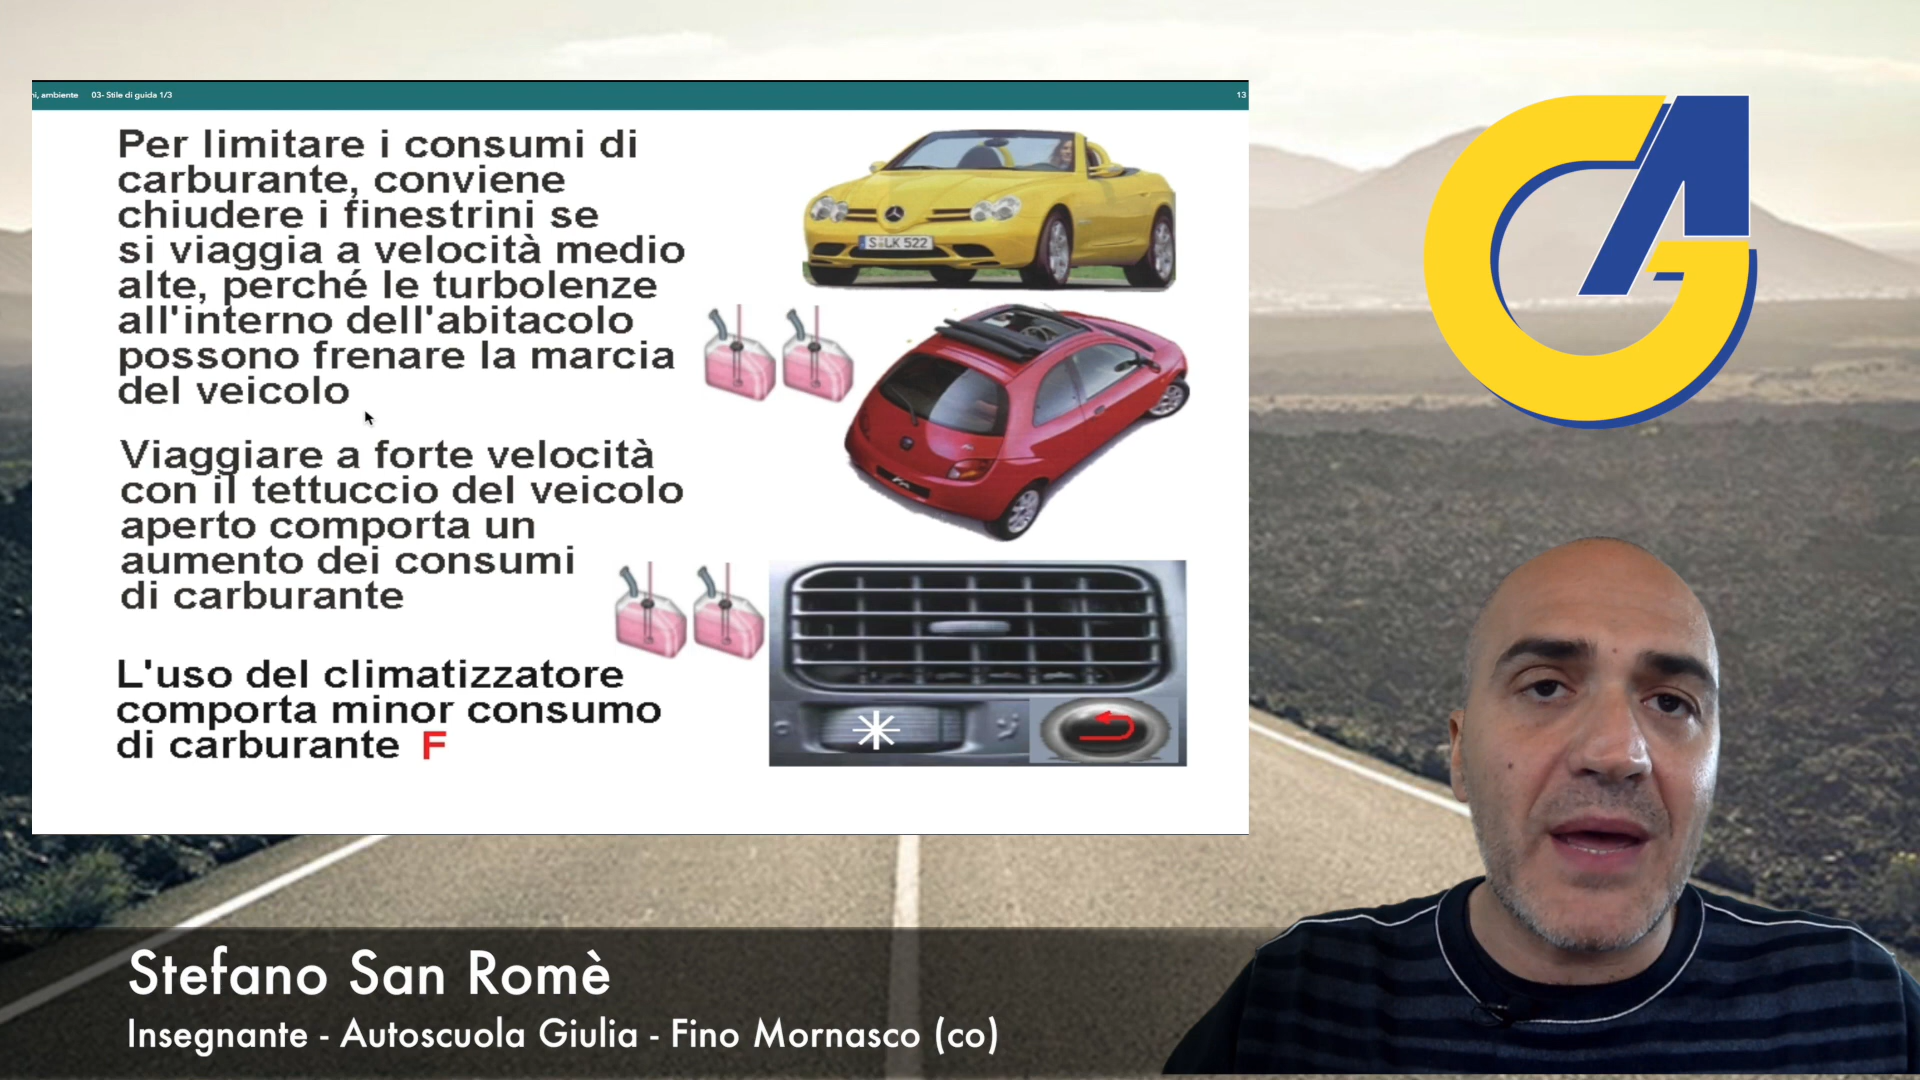 ni, ambiente 03- Stile di guida 1/3
13
Per limitare i consumi di
carburante, conviene
chiudere i finestrini se
si viaggia a velocità medio
alte, perché le turbolenze
all'interno dell'abitacolo
possono frenare la marcia
del veicolo
S LK 522
Viaggiare a forte velocità
con il tettuccio del veicolo
aperto comporta un
aumento dei consumi
di carburante
L'uso del climatizzatore
comporta minor consumo
di carburante F
GA
Stefano San Romè
Insegnante - Autoscuola Giulia - Fino Mornasco (co)